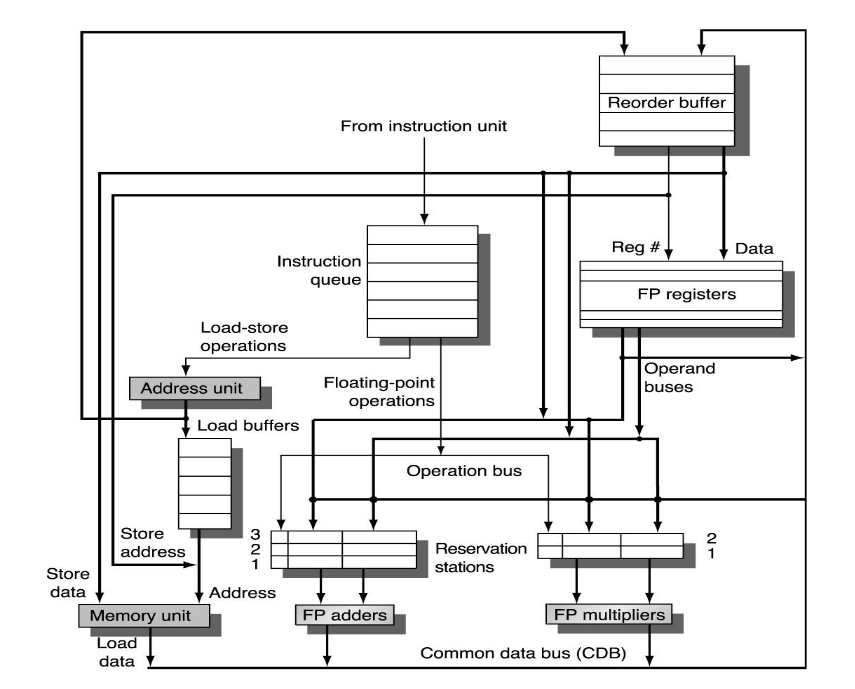 Reorder buffer
From instruction unit
Reg #
Data
Instruction
queue
FP registers
Load-store
operations
Operand
buses
Address unit
Floating-point
operations
Load buffers
Operation bus
Store
address
3
2
1
Reservation
stations
2
1
Store
data
Address
Memory unit
FP adders
FP multipliers
Load
data
Common data bus (CDB)